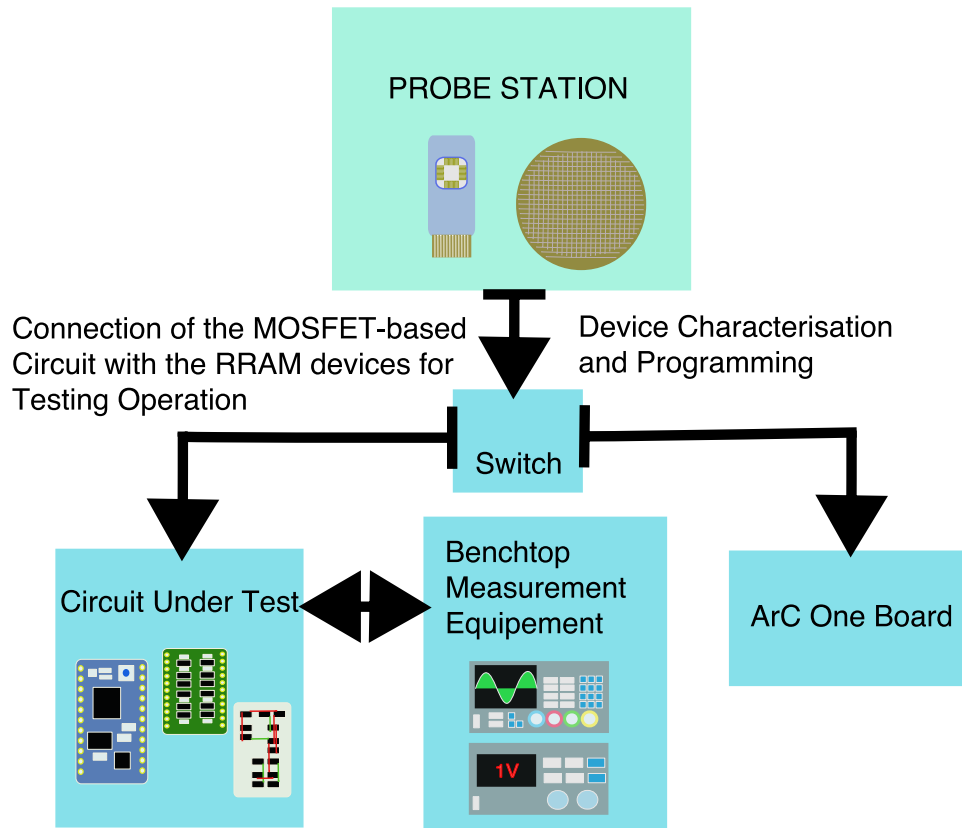 PROBE STATION
Connection of the MOSFET-based
Circuit with the RRAM devices for
Testing Operation
Device Characterisation
and Programming
Switch
Circuit Under Test
Benchtop
Measurement
Equipement
1V
ArC One Board